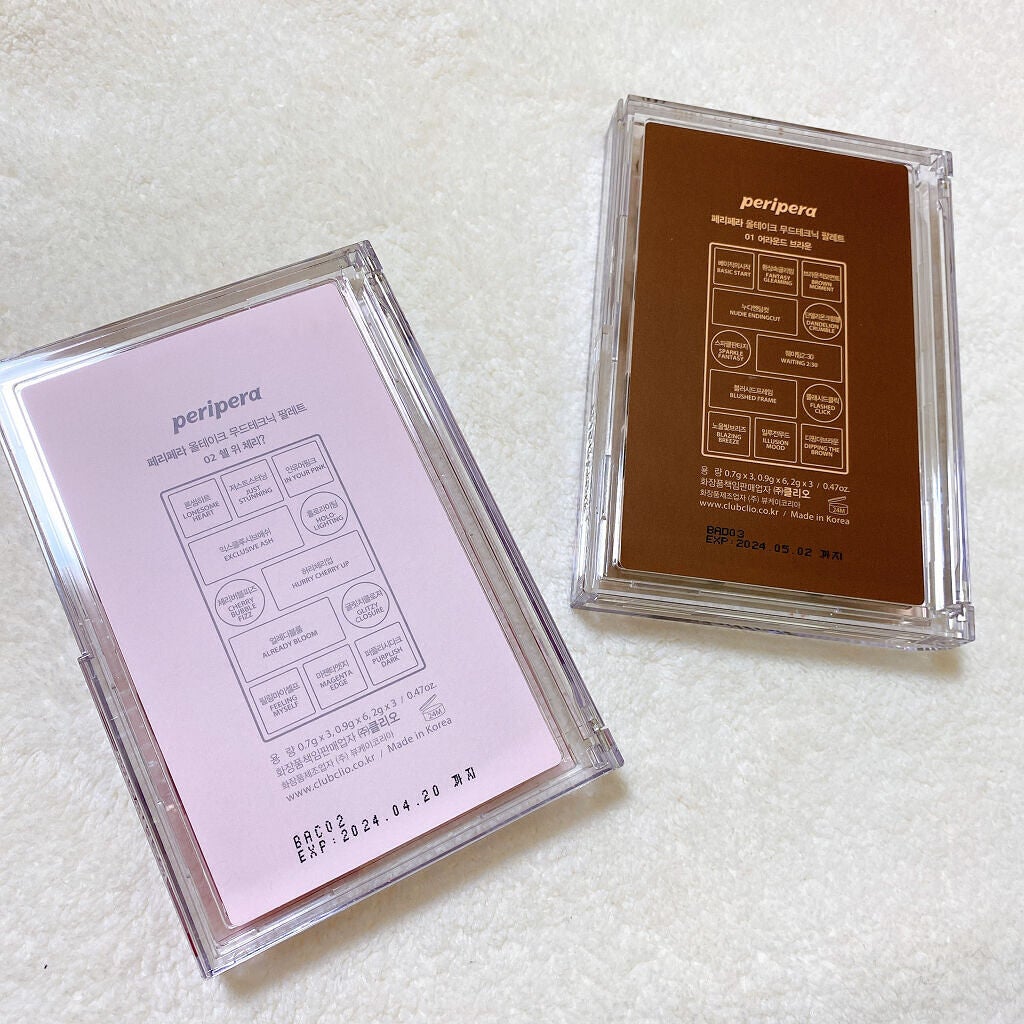 peripera
페리페라 올테이크 무드테크닉 팔레트
02 쉘 위 체리?
론썸하트
LONESOME
HEART
저스트스터닝
JUST
STUNNING
인유어핑크
IN YOUR PINK
익스클루시브애쉬
EXCLUSIVE ASH
홀로라이팅
HOLO-
LIGHTING
체리버블피즈
CHERRY
BUBBLE
FIZZ
허리체리업
HURRY CHERRY UP
얼레디블룸
ALREADY BLOOM
글릿치클로저
GLITZY
CLOSURE
필링마이셀프
FEELING
MYSELF
마젠타엣지
MAGENTA
EDGE
퍼플리시다크
PURPLISH
DARK
용 량 0.7g x 3, 0.9g x 6, 2g x 3 / 0.47oz.
화장품책임판매업자 ㈜클리오
화장품제조업자 (주) 뷰케이코리아
www.clubclio.co.kr / Made in Korea
24M
BAC02
EXP:2024.04.20 까지
peripera
페리페라 올테이크 무드테크닉 팔레트
01 어라운드 브라운
베이직의시작
BASIC START
환상속글리밍
FANTASY
GLEAMING
브라운적모먼트
BROWN
MOMENT
누디엔딩컷
NUDIE ENDINGCUT
단델리온크럼블
DANDELION
CRUMBLE
스파클판타지
SPARKLE
FANTASY
웨이팅2:30
WAITING 2:30
블러시드프레임
BLUSHED FRAME
플래시드클릭
FLASHED
CLICK
노을빛브리즈
BLAZING
BREEZE
일루전무드
ILLUSION
MOOD
디핑더브라운
DIPPING THE
BROWN
용 량 0.7g x 3, 0.9g x 6, 2g x 3 / 0.47oz.
화장품책임판매업자 ㈜클리오
화장품제조업자 (주) 뷰케이코리아
www.clubclio.co.kr / Made in Korea
24M
BAD03
EXP:2024.05.02 까지